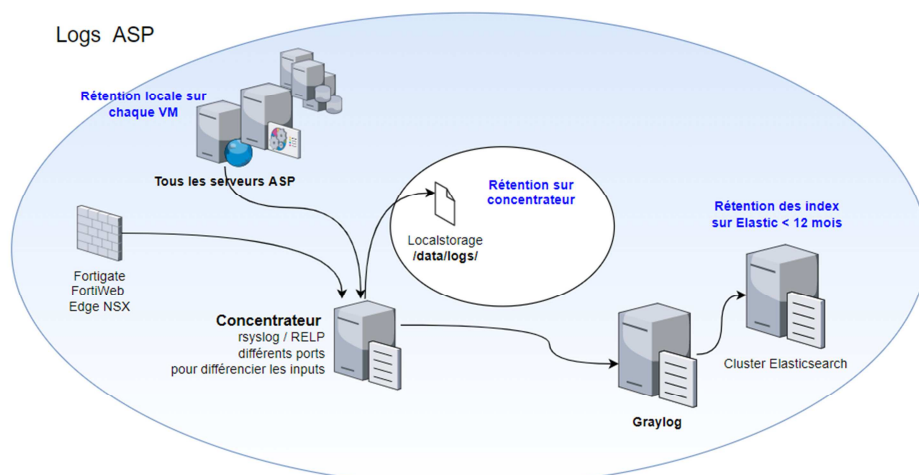 Logs ASP
Rétention locale sur
chaque VM
Tous les serveurs ASP
Rétention sur
concentrateur
Localstorage
/data/logs/
Rétention des index
sur Elastic < 12 mois
Fortigate
FortiWeb
Edge NSX
Concentrateur
rsyslog / RELP
différents ports
pour différencier les inputs
Cluster Elasticsearch
Graylog